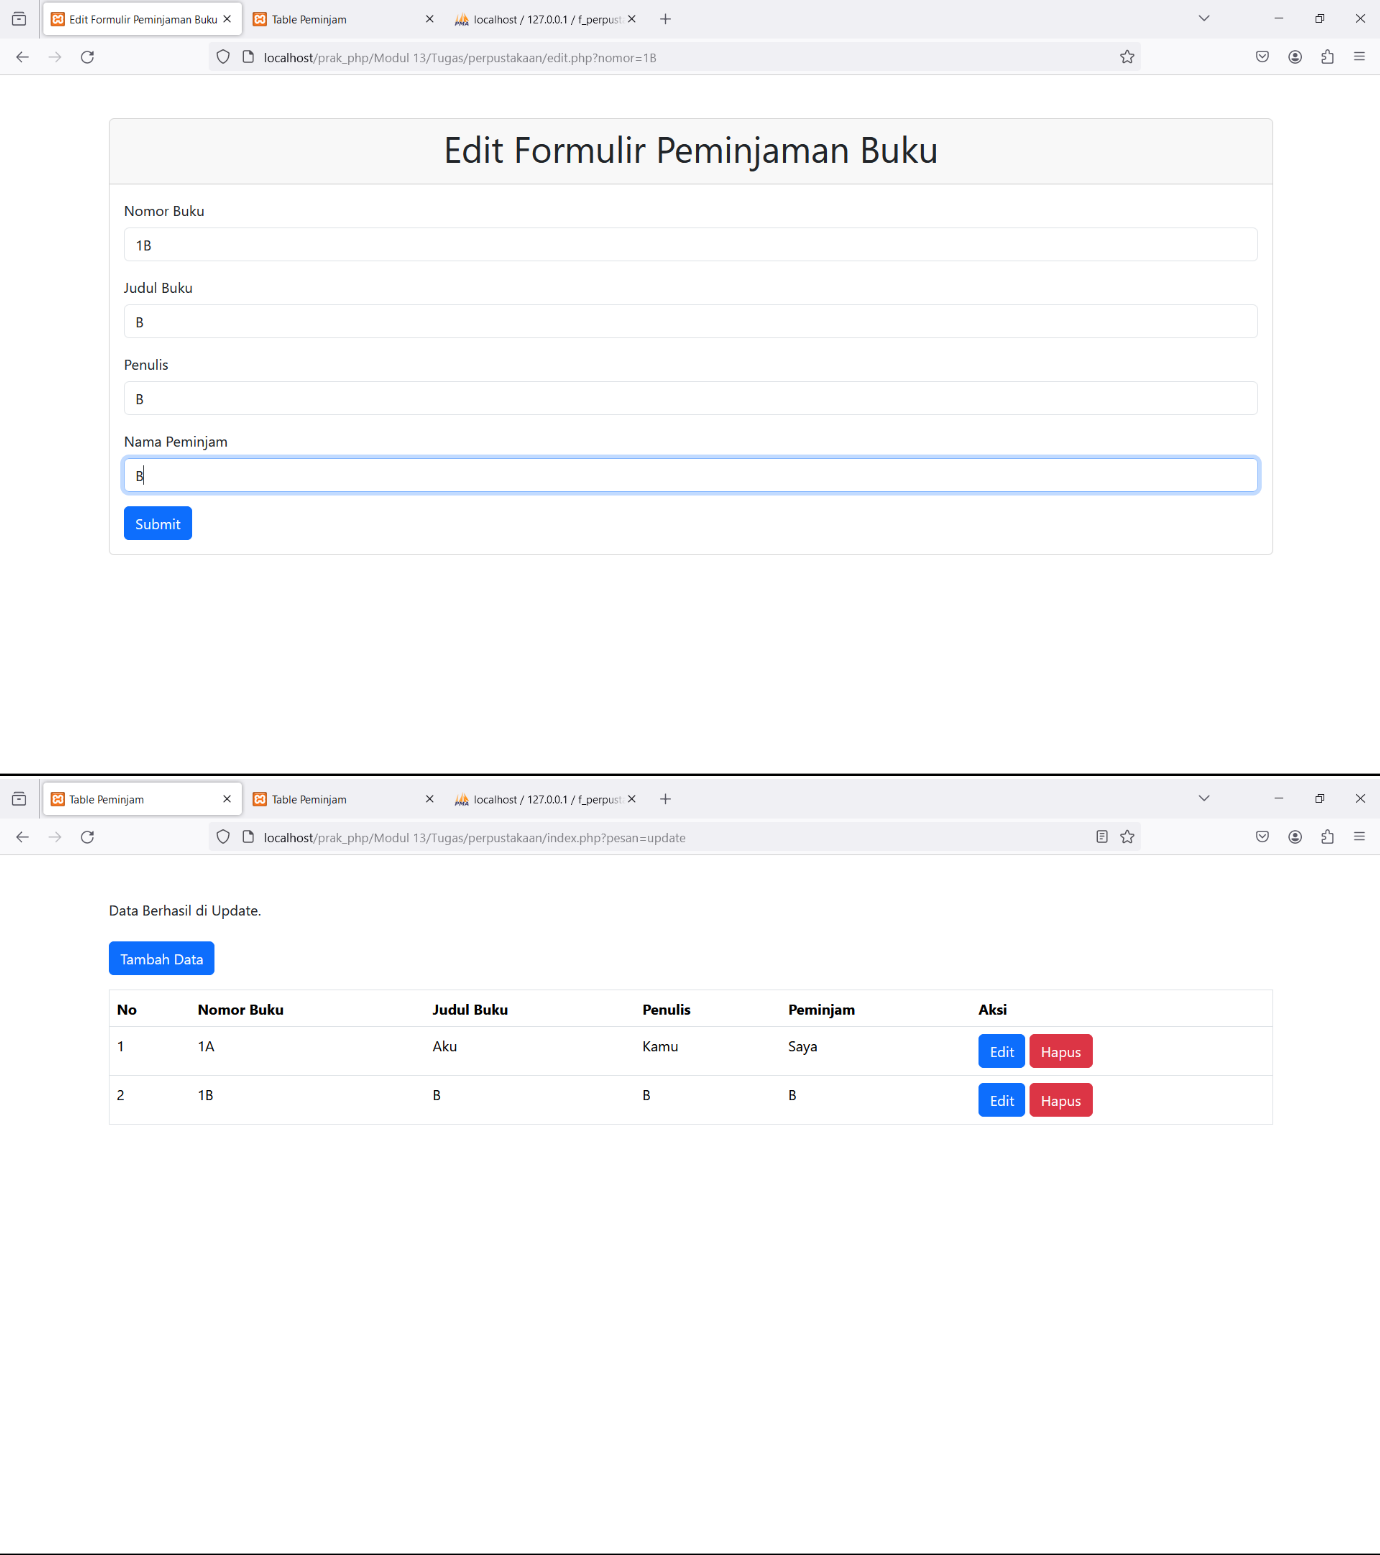 Edit Formulir Peminjaman Buku
Table Peminjam
localhost / 127.0.0.1 / f_perpust
localhost/prak_php/Modul 13/Tugas/perpustakaan/edit.php?nomor=1B
Edit Formulir Peminjaman Buku
Nomor Buku
1B
Judul Buku
B
Penulis
B
Nama Peminjam
B
Submit
Table Peminjam
Table Peminjam
localhost / 127.0.0.1 / f_perpust
localhost/prak_php/Modul 13/Tugas/perpustakaan/index.php?pesan=update
Data Berhasil di Update.
Tambah Data
No Nomor Buku Judul Buku Penulis Peminjam Aksi
1 1A Aku Kamu Saya Edit Hapus
2 1B B B B Edit Hapus